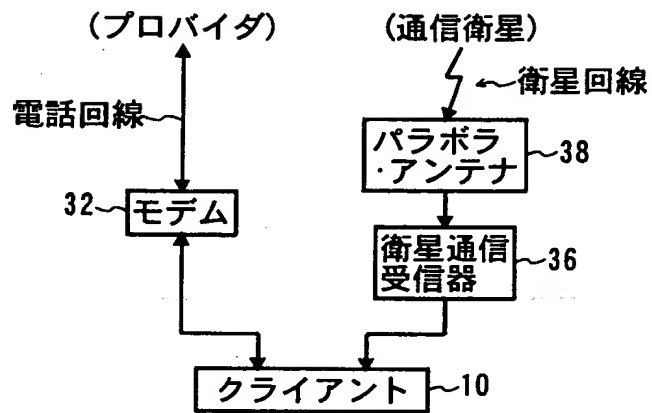 (プロバイダ)
(通信衛星)
衛星回線
電話回線
パラボラ
・アンテナ
38
32
モデム
衛星通信
受信器
36
クライアント
10